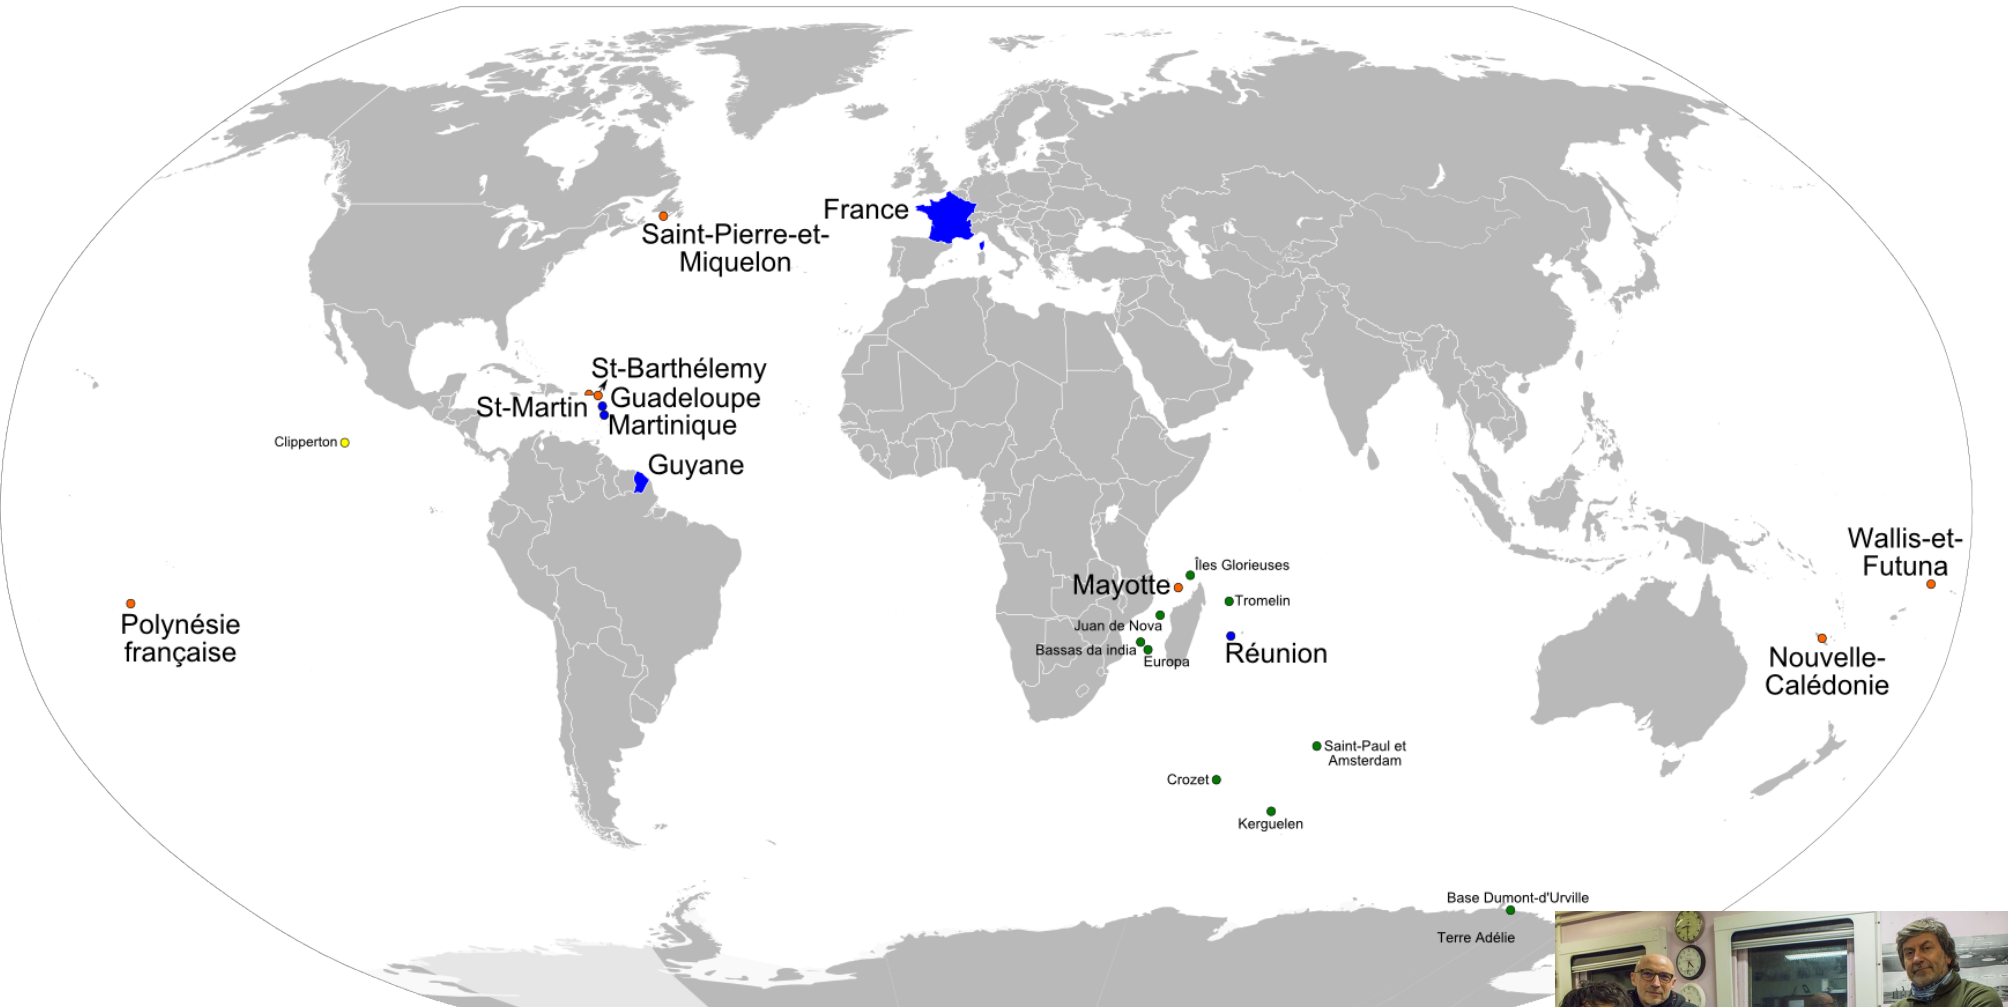 France
Saint-Pierre-et-
Miquelon
St-Barthélemy
Guadeloupe
St-Martin
Martinique
Clipperton
Guyane
Wallis-et-
Futuna
Îles Glorieuses
Mayotte
Tromelin
Polynésie
française
Juan de Nova
Bassas da india
Europa
Réunion
Nouvelle-
Calédonie
Saint-Paul et
Amsterdam
Crozet
Kerguelen
Base Dumont-d'Urville
Terre Adélie